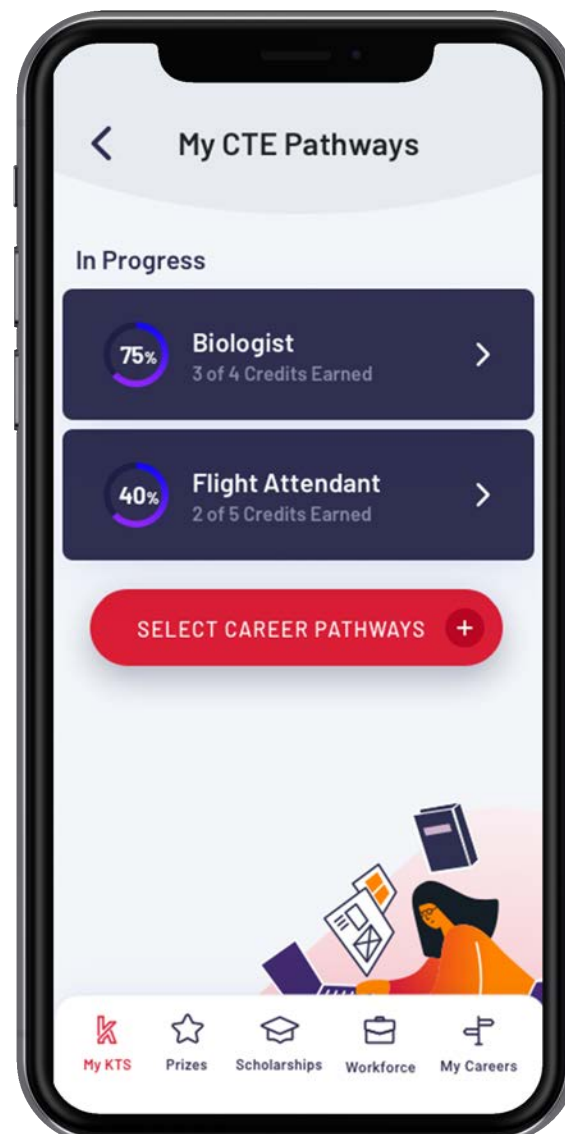 My CTE Pathways
In Progress
75%
Biologist
3 of 4 Credits Earned
40%
Flight Attendant
2 of 5 Credits Earned
SELECT CAREER PATHWAYS +
My KTS
Prizes
Scholarships
Workforce
My Careers